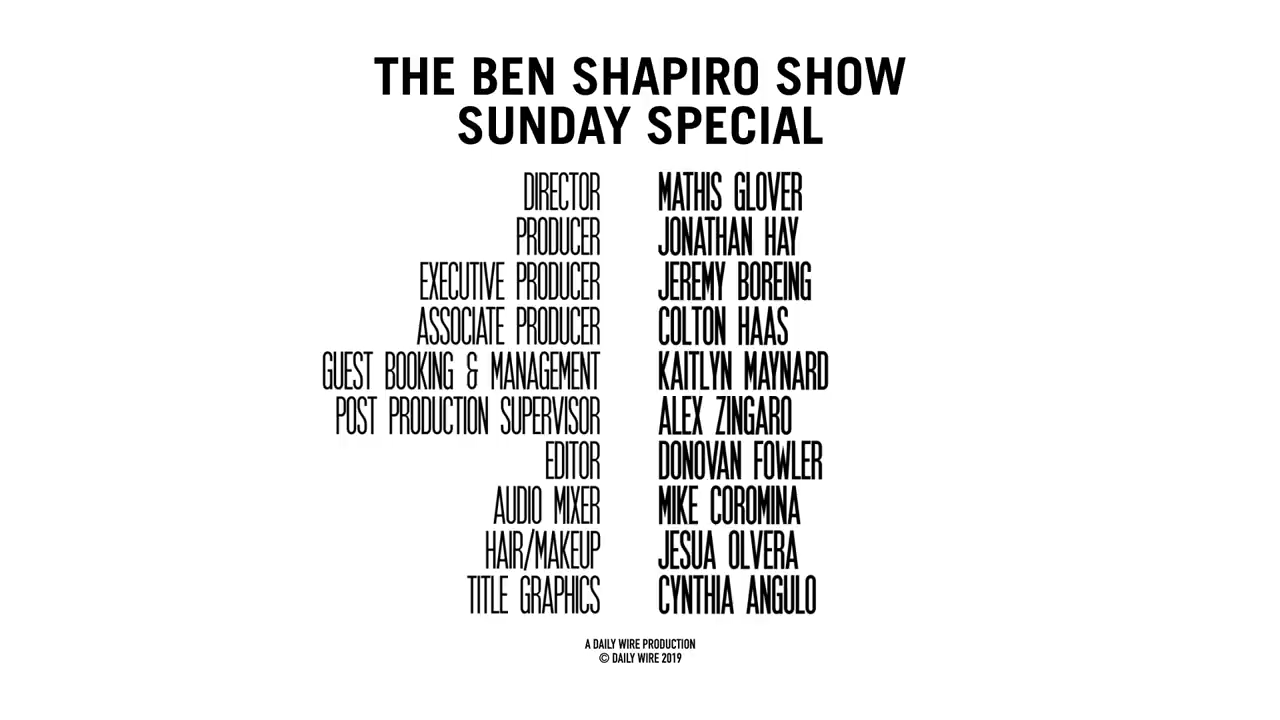 THE BEN SHAPIRO SHOW
SUNDAY SPECIAL
DIRECTOR MATHIS GLOVER
PRODUCER JONATHAN HAY
EXECUTIVE PRODUCER JEREMY BOREING
ASSOCIATE PRODUCER COLTON HAAS
GUEST BOOKING & MANAGEMENT KAITLYN MAYNARD
POST PRODUCTION SUPERVISOR ALEX ZINGARO
EDITOR DONOVAN FOWLER
AUDIO MIXER MIKE COROMINA
HAIR/MAKEUP JESUA OLVERA
TITLE GRAPHICS CYNTHIA ANGULO
A DAILY WIRE PRODUCTION
© DAILY WIRE 2019